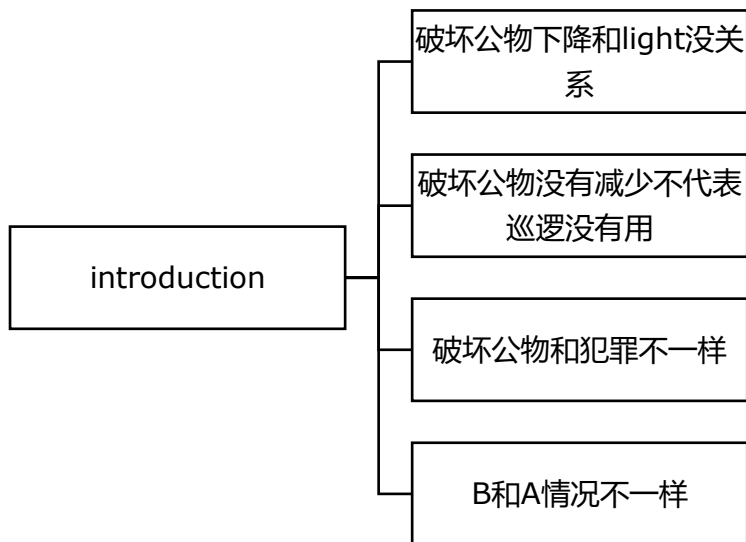 破坏公物下降和light没关
系
破坏公物没有减少不代表
巡逻没有用
introduction
破坏公物和犯罪不一样
B和A情况不一样